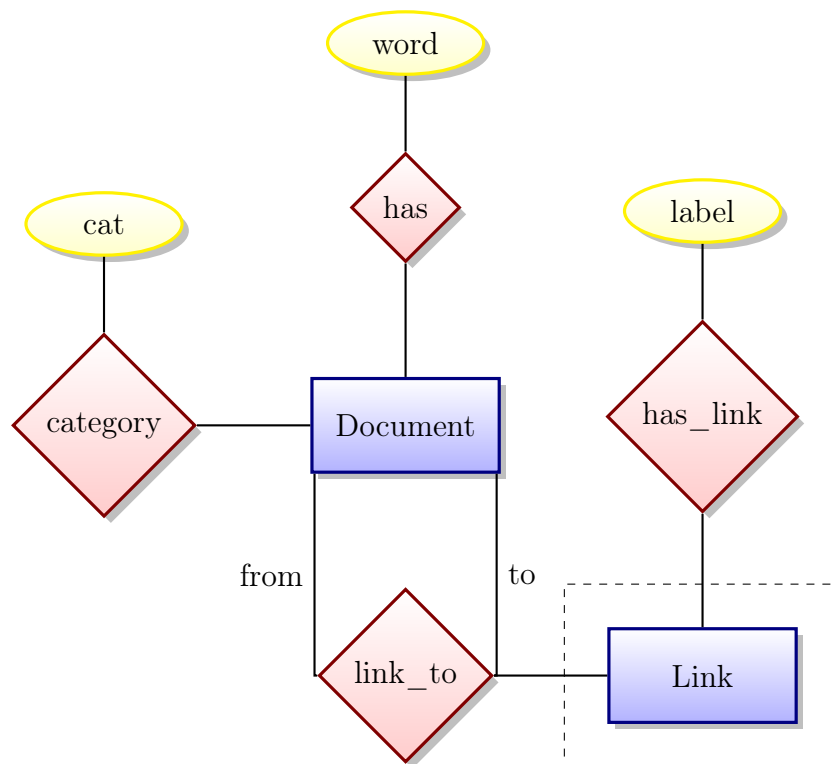 word
has
label
cat
category
Document
has_link
from
to
link_to
Link